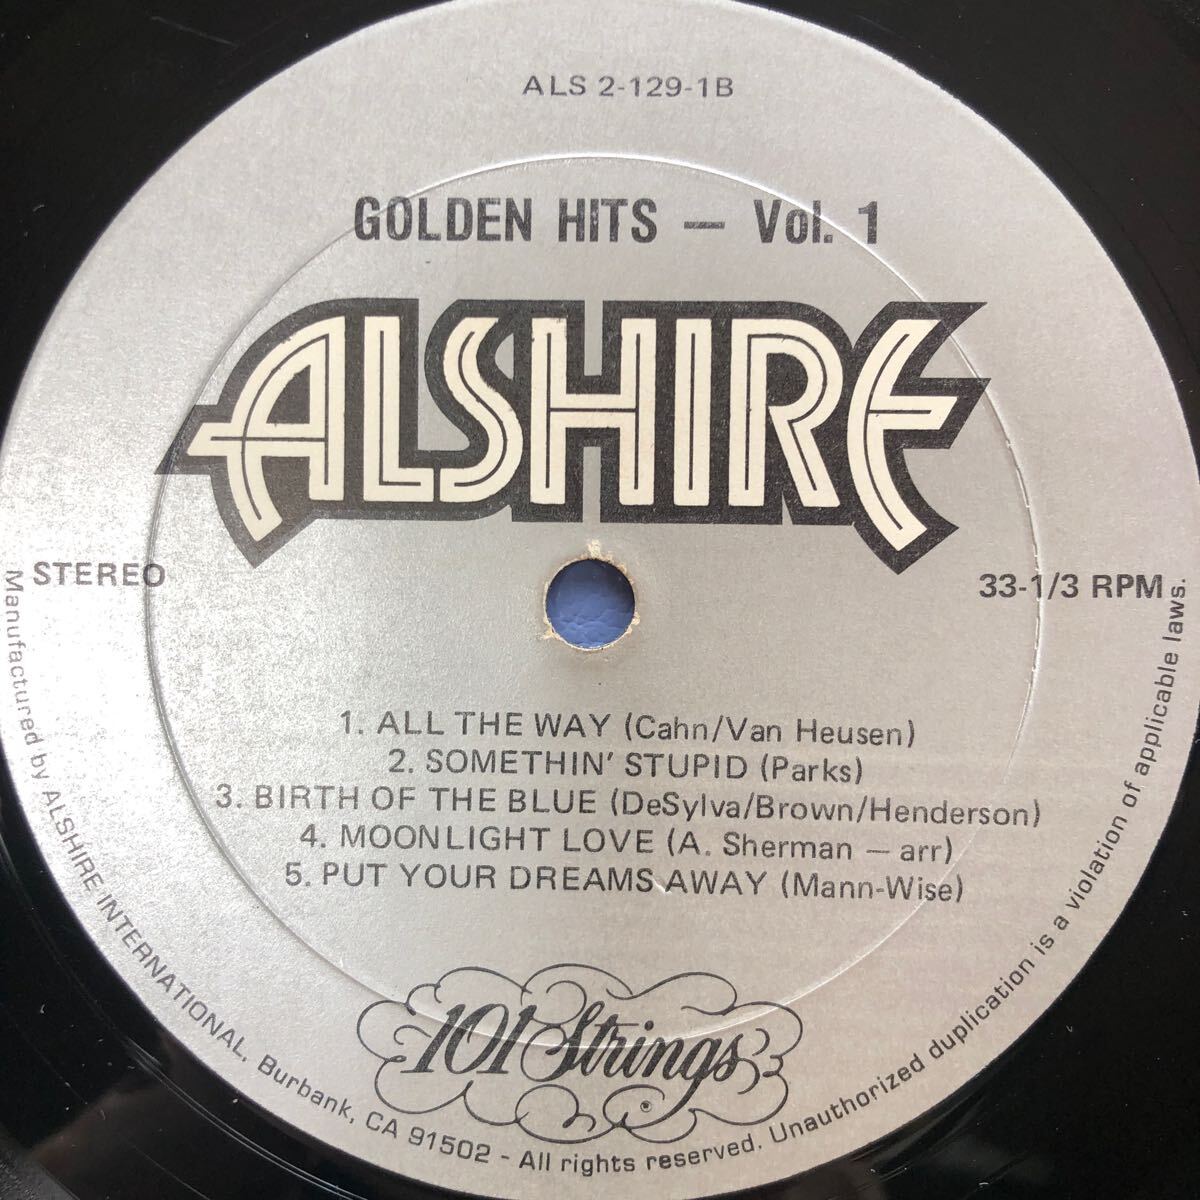 ALS 2-129-1B
GOLDEN HITS — Vol. 1
ALSHIRE
STEREO
33-1/3 RPM
1. ALL THE WAY (Cahn/Van Heusen)
2. SOMETHIN' STUPID (Parks)
3. BIRTH OF THE BLUE (DeSylva/Brown/Henderson)
4. MOONLIGHT LOVE (A. Sherman — arr)
5. PUT YOUR DREAMS AWAY (Mann-Wise)
101 Strings ®
Manufactured by ALSHIRE INTERNATIONAL, Burbank, CA 91502 - All rights reserved. Unauthorized duplication is a violation of applicable laws.